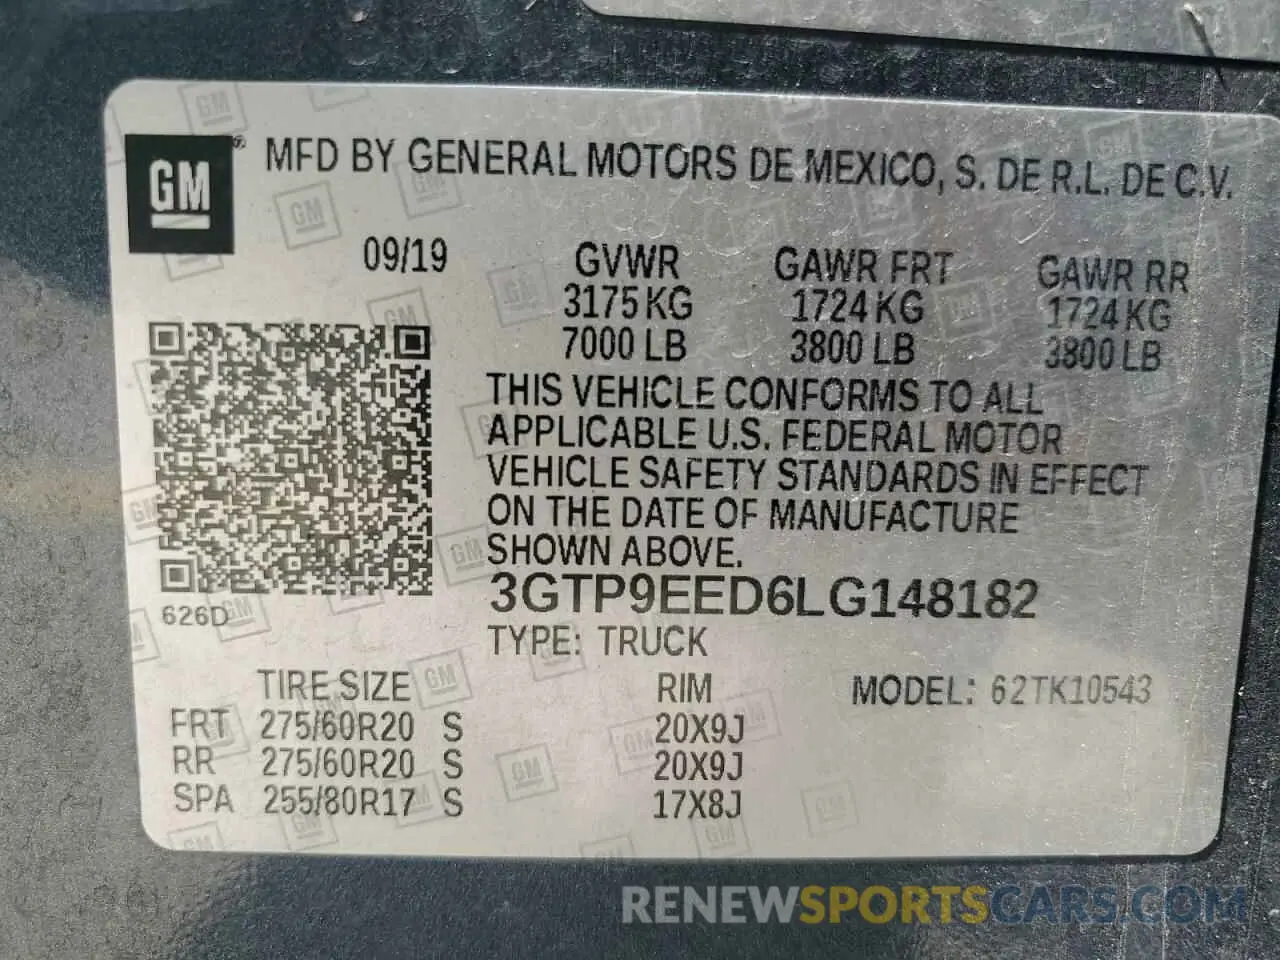 GM ® MFD BY GENERAL MOTORS DE MEXICO, S. DE R.L. DE C.V.
09/19 GVWR GAWR FRT GAWR RR
3175 KG 1724 KG 1724 KG
7000 LB 3800 LB 3800 LB
THIS VEHICLE CONFORMS TO ALL
APPLICABLE U.S. FEDERAL MOTOR
VEHICLE SAFETY STANDARDS IN EFFECT
ON THE DATE OF MANUFACTURE
SHOWN ABOVE.
3GTP9EED6LG148182
626D
TYPE: TRUCK
TIRE SIZE RIM MODEL: 62TK10543
FRT 275/60R20 S 20X9J
RR 275/60R20 S 20X9J
SPA 255/80R17 S 17X8J
RENEWSPORTSCARS.COM